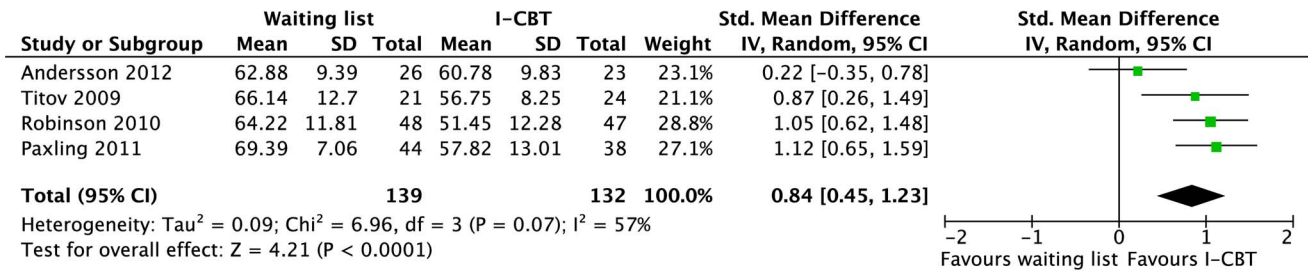 Waiting list I-CBT Std. Mean Difference Std. Mean Difference
Study or Subgroup Mean SD Total Mean SD Total Weight IV, Random, 95% CI IV, Random, 95% CI
Andersson 2012 62.88 9.39 26 60.78 9.83 23 23.1% 0.22 [-0.35, 0.78]
Titov 2009 66.14 12.7 21 56.75 8.25 24 21.1% 0.87 [0.26, 1.49]
Robinson 2010 64.22 11.81 48 51.45 12.28 47 28.8% 1.05 [0.62, 1.48]
Paxling 2011 69.39 7.06 44 57.82 13.01 38 27.1% 1.12 [0.65, 1.59]
Total (95% CI) 139 132 100.0% 0.84 [0.45, 1.23]
Heterogeneity: Tau² = 0.09; Chi² = 6.96, df = 3 (P = 0.07); I² = 57%
Test for overall effect: Z = 4.21 (P < 0.0001)
-2 -1 0 1 2
Favours waiting list Favours I-CBT